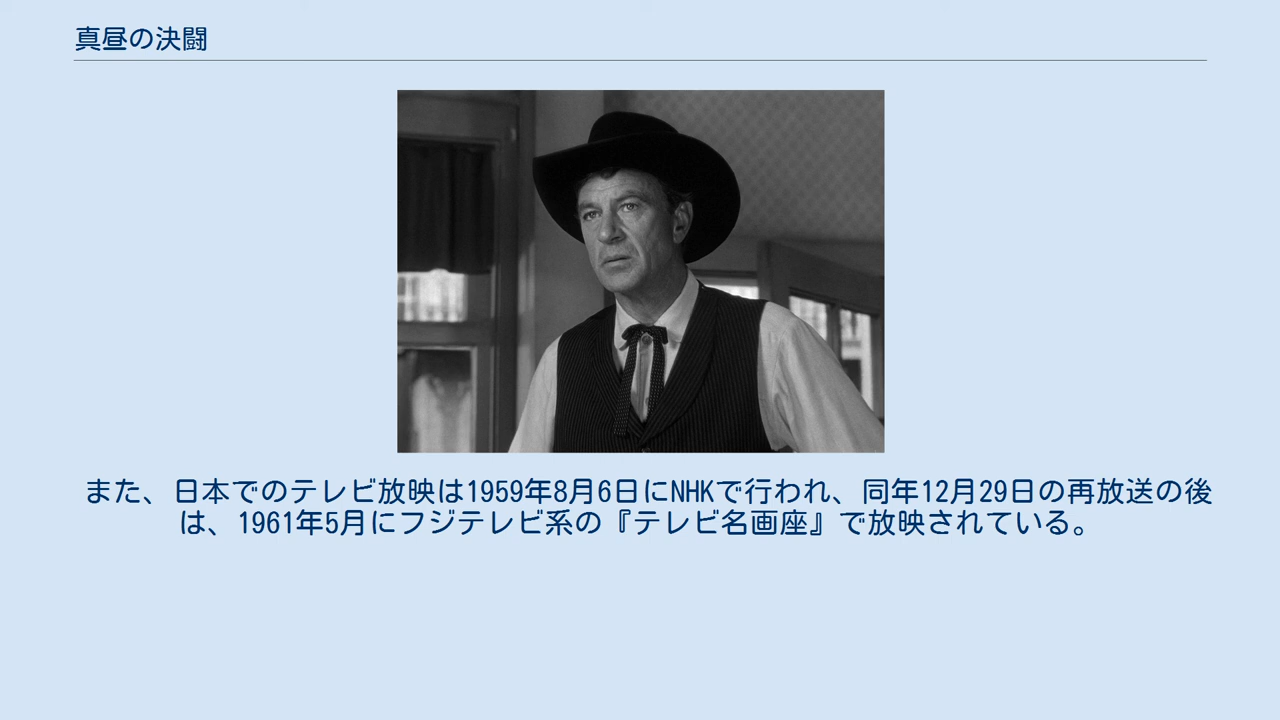 真昼の決闘
また、日本でのテレビ放映は1959年8月6日にNHKで行われ、同年12月29日の再放送の後
は、1961年5月にフジテレビ系の『テレビ名画座』で放映されている。